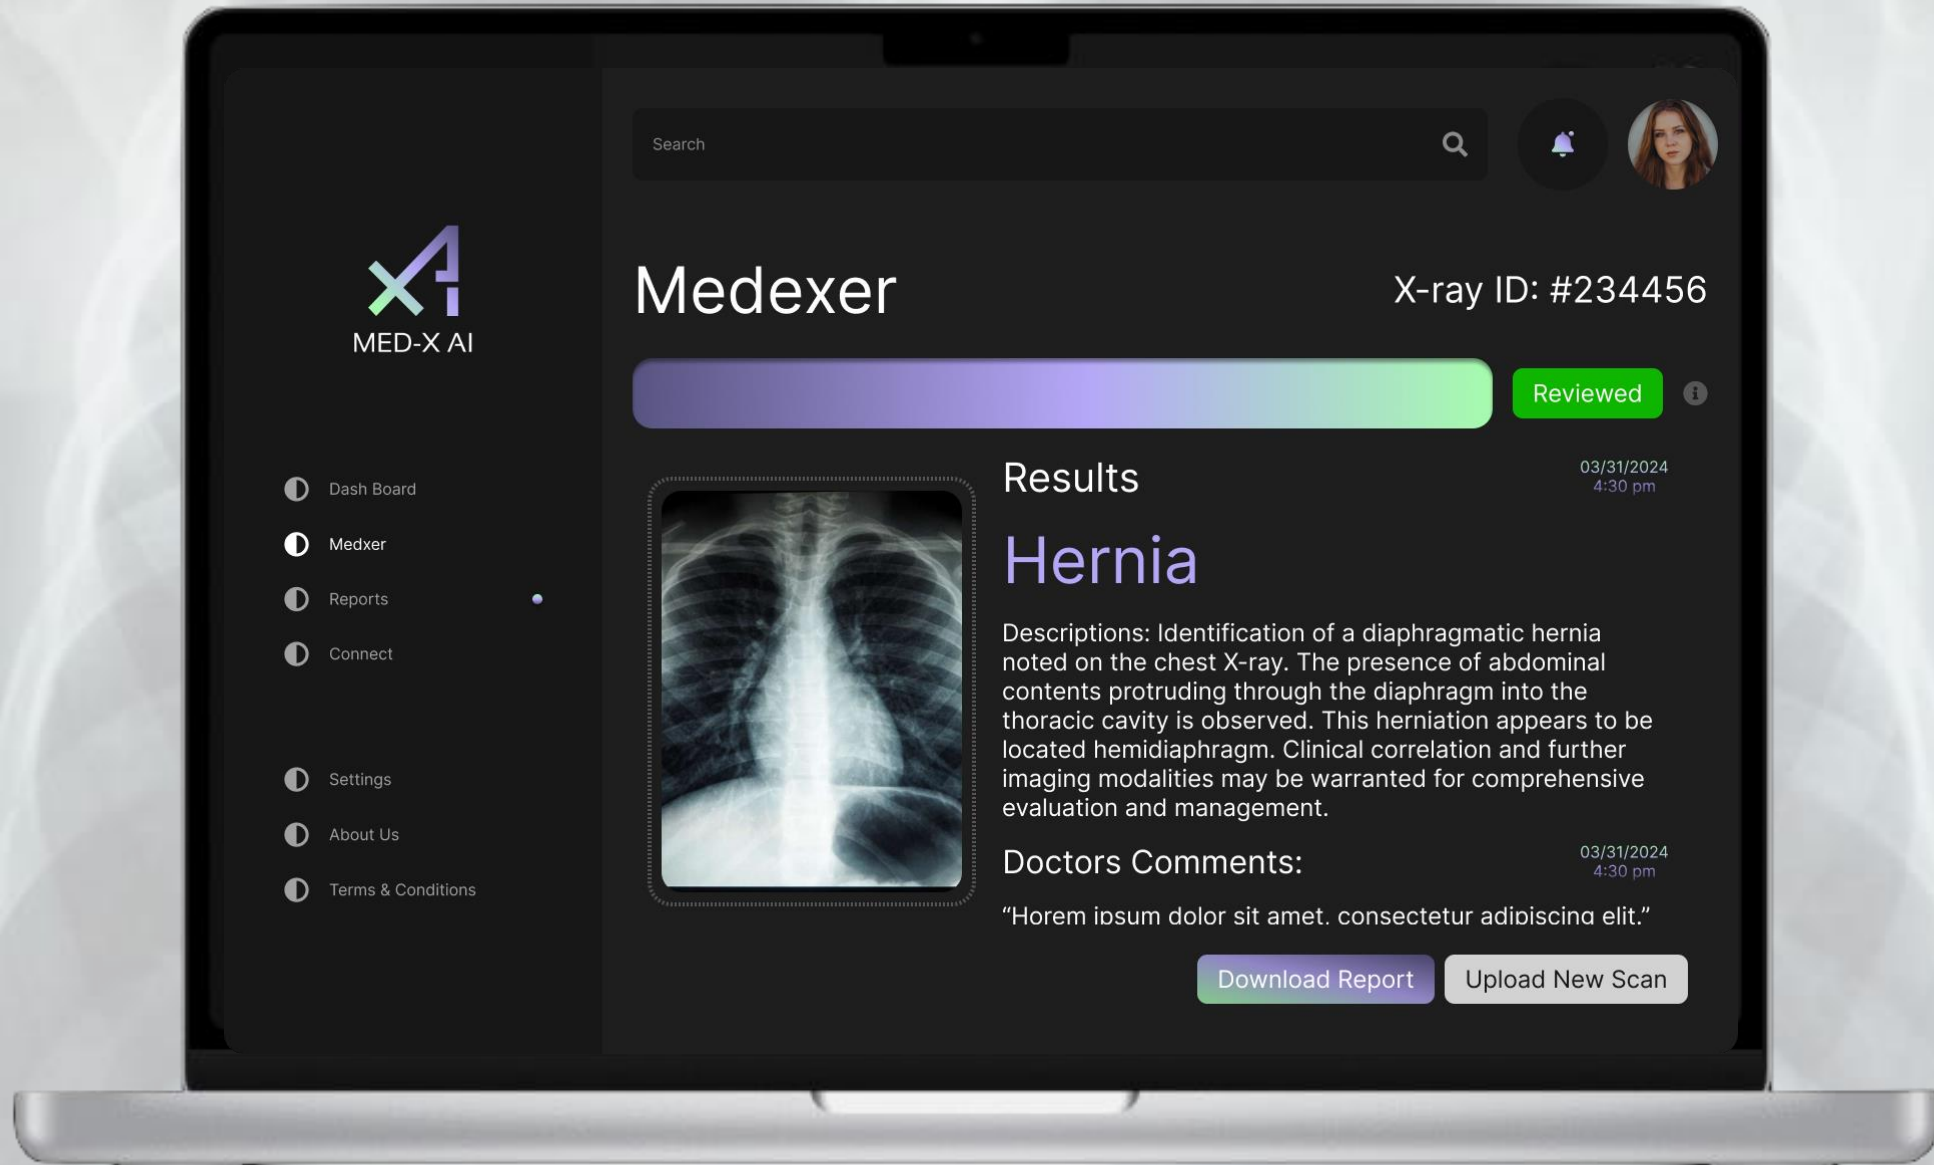 Search
MED-X AI
Medexer
X-ray ID: #234456
Reviewed
Dash Board
Medxer
Reports
Connect
Settings
About Us
Terms & Conditions
Results
03/31/2024
4:30 pm
Hernia
Descriptions: Identification of a diaphragmatic hernia
noted on the chest X-ray. The presence of abdominal
contents protruding through the diaphragm into the
thoracic cavity is observed. This herniation appears to be
located hemidiaphragm. Clinical correlation and further
imaging modalities may be warranted for comprehensive
evaluation and management.
Doctors Comments:
03/31/2024
4:30 pm
“Horem ipsum dolor sit amet, consectetur adipiscing elit.”
Download Report
Upload New Scan